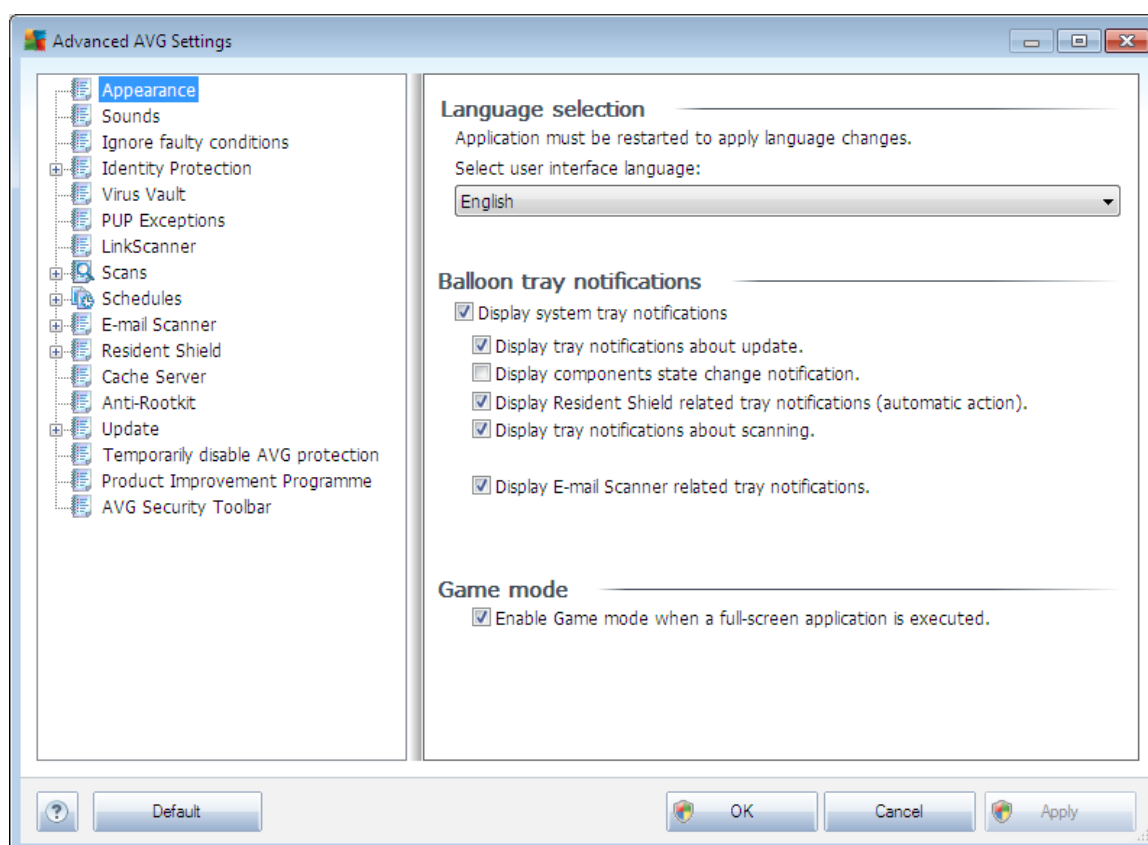 Advanced AVG Settings
Appearance
Sounds
Ignore faulty conditions
Identity Protection
Virus Vault
PUP Exceptions
LinkScanner
Scans
Schedules
E-mail Scanner
Resident Shield
Cache Server
Anti-Rootkit
Update
Temporarily disable AVG protection
Product Improvement Programme
AVG Security Toolbar
Language selection
Application must be restarted to apply language changes.
Select user interface language:
English
Balloon tray notifications
Display system tray notifications
Display tray notifications about update.
Display components state change notification.
Display Resident Shield related tray notifications (automatic action).
Display tray notifications about scanning.
Display E-mail Scanner related tray notifications.
Game mode
Enable Game mode when a full-screen application is executed.
? Default OK Cancel Apply